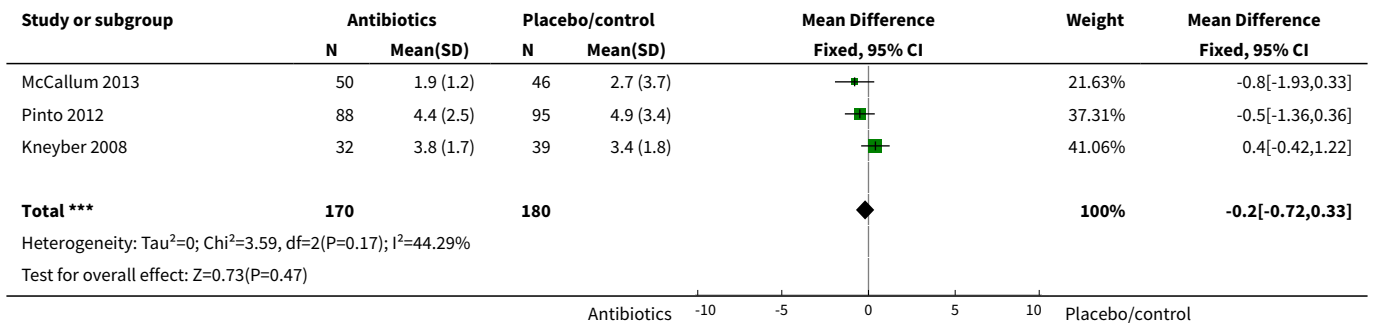 Study or subgroup Antibiotics Placebo/control Mean Difference Weight Mean Difference
N Mean(SD) N Mean(SD) Fixed, 95% CI Fixed, 95% CI
McCallum 2013 50 1.9 (1.2) 46 2.7 (3.7) 21.63% -0.8[-1.93,0.33]
Pinto 2012 88 4.4 (2.5) 95 4.9 (3.4) 37.31% -0.5[-1.36,0.36]
Kneyber 2008 32 3.8 (1.7) 39 3.4 (1.8) 41.06% 0.4[-0.42,1.22]
Total *** 170 180 100% -0.2[-0.72,0.33]
Heterogeneity: Tau²=0; Chi²=3.59, df=2(P=0.17); I²=44.29%
Test for overall effect: Z=0.73(P=0.47)
Antibiotics -10 -5 0 5 10 Placebo/control